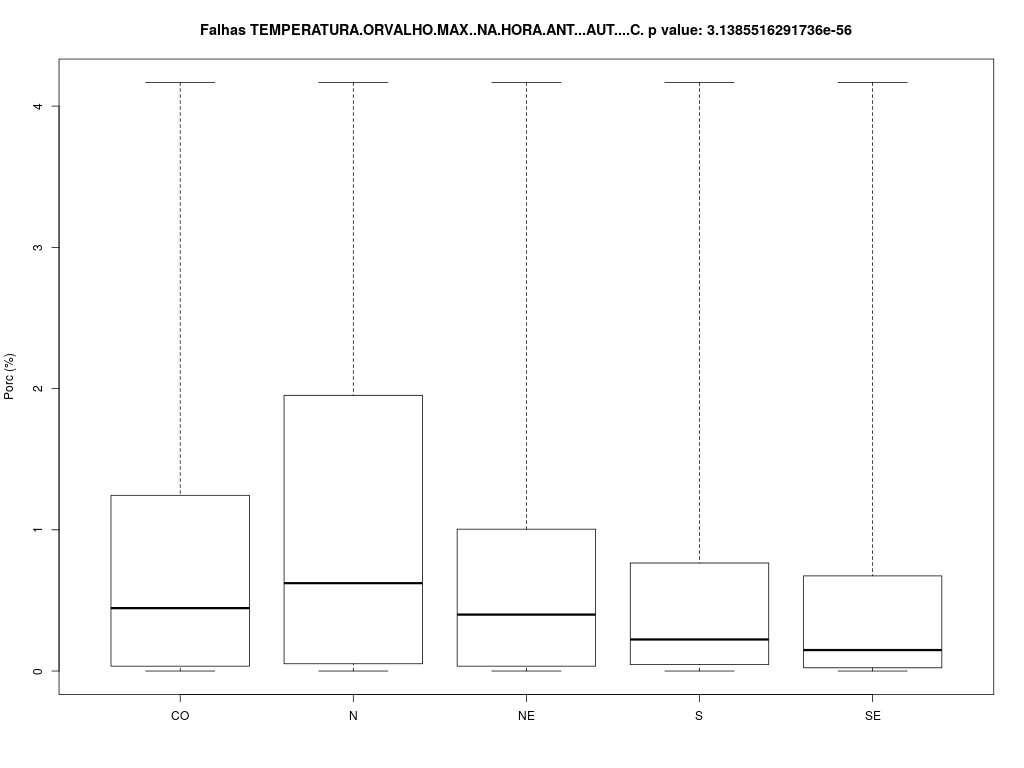 Falhas TEMPERATURA.ORVALHO.MAX..NA.HORA.ANT...AUT....C. p value: 3.1385516291736e-56
Porc (%)
4
3
2
1
0
CO N NE S SE